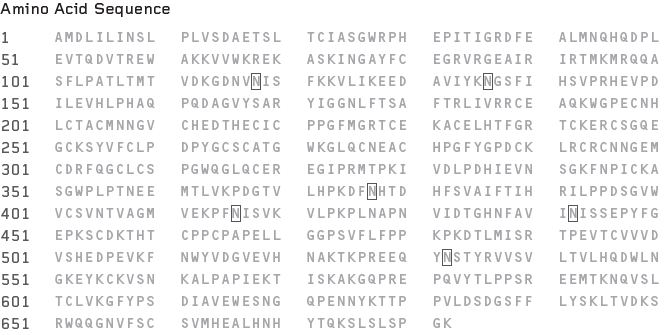 Amino Acid Sequence
1 AMDLILINSL PLVSDAETSL TCIASGWRPH EPITIGRDFE ALMNQHQDPL
51 EVTQDVTREW AKKVVWKREK ASKINGAYFC EGRVRGEAIR IRTMKMRQQA
101 SFLPATLTMT VDKGDNVNIS FKKVLIKEED AVIYKNGSFI HSVPRHEVPD
151 ILEVHLPHAQ PQDAGVYSAR YIGGNLFTSA FTRLIVRRCE AQKWGPECNH
201 LCTACMNNGV CHEDTHECIC PPGFMGRTCE KACELHTFGR TCKERCSGQE
251 GCKSYVFCLP DPYGCSCATG WKGLQCNEAC HPGFYGPDCK LRCRCNNGEM
301 CDRFQGCLCS PGWQGLQCER EGIPRMTPKI VDLPDHIEVN SGKFNPICKA
351 SGWPLPTNEE MTLVKPDGTV LHPKDFNHTD HFSVAIFTIH RILPPDSGVW
401 VCSVNTVAGM VEKPFNISVK VLPKPLNAPN VIDTGHNFAV INISSEPYFG
451 EPKSCDKTHT CPPCPAPELL GGPSVFLFPP KPKDTLMISR TPEVTCVVVD
501 VSHEDPEVKF NWYVDGVEVH NAKTKPREEQ YNSTYRVVSV LTVLHQDWLN
551 GKEYKCKVSN KALPAPIEKT ISKAKGQPRE PQVYTLPPSR EEMTKNQVSL
601 TCLVKGFYPS DIAVEWESNG QPENNYKTTP PVLDSDGSFF LYSKLTVDKS
651 RWQQGNVFSC SVMHEALHNH YTQKSLSLSP GK